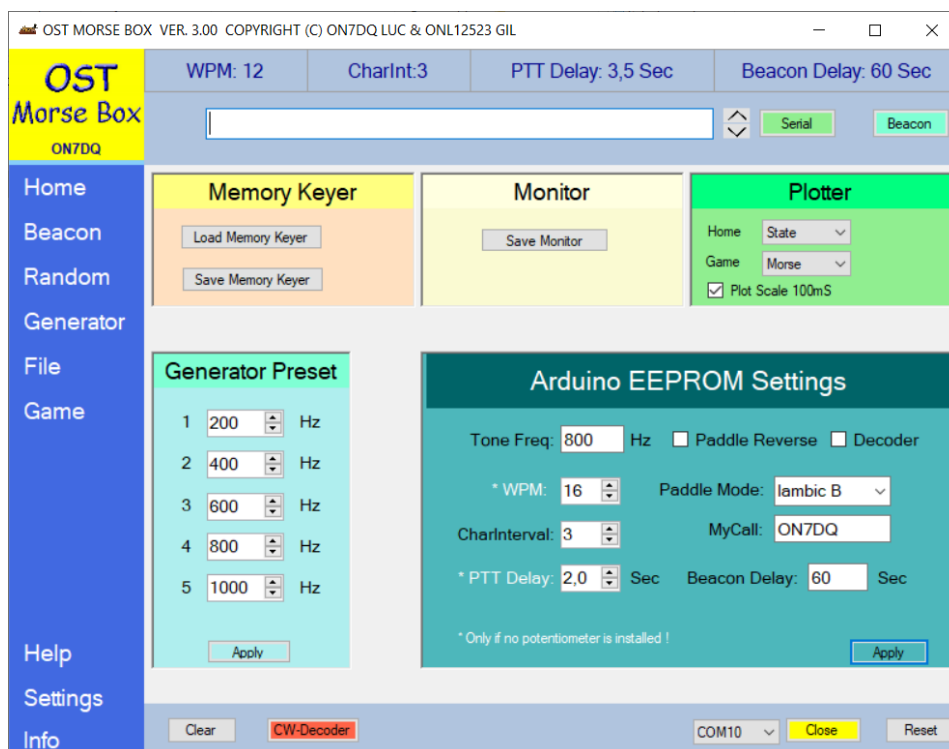 OST MORSE BOX VER. 3.00 COPYRIGHT (C) ON7DQ LUC & ONL12523 GIL
OST
Morse Box
ON7DQ
WPM: 12 CharInt:3 PTT Delay: 3,5 Sec Beacon Delay: 60 Sec
Serial Beacon
Home
Beacon
Random
Generator
File
Game
Help
Settings
Info
Memory Keyer
Load Memory Keyer
Save Memory Keyer
Monitor
Save Monitor
Plotter
Home State
Game Morse
Plot Scale 100mS
Generator Preset
1 200 Hz
2 400 Hz
3 600 Hz
4 800 Hz
5 1000 Hz
Apply
Arduino EEPROM Settings
Tone Freq: 800 Hz Paddle Reverse Decoder
* WPM: 16 Paddle Mode: Iambic B
CharInterval: 3 MyCall: ON7DQ
* PTT Delay: 2,0 Sec Beacon Delay: 60 Sec
* Only if no potentiometer is installed !
Apply
Clear CW-Decoder COM10 Close Reset